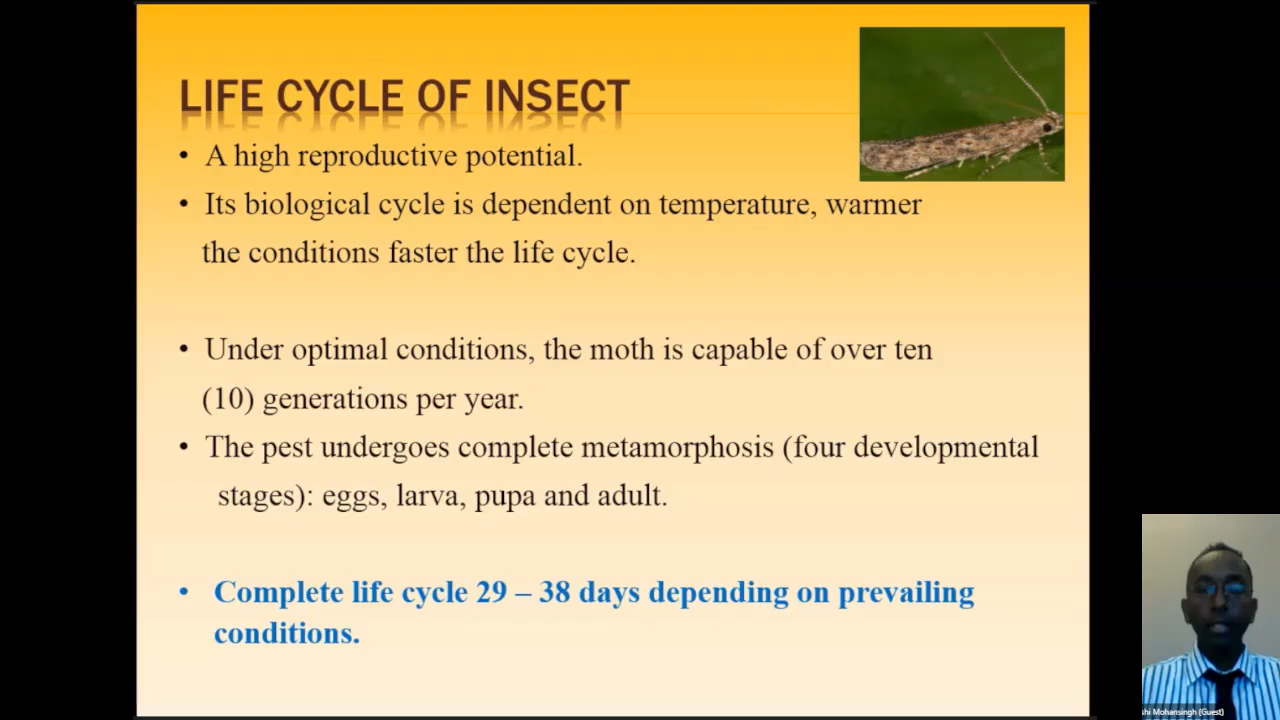 LIFE CYCLE OF INSECT
• A high reproductive potential.
• Its biological cycle is dependent on temperature, warmer
the conditions faster the life cycle.
• Under optimal conditions, the moth is capable of over ten
(10) generations per year.
• The pest undergoes complete metamorphosis (four developmental
stages): eggs, larva, pupa and adult.
• Complete life cycle 29 – 38 days depending on prevailing
conditions.
shi Mohansingh (Guest)